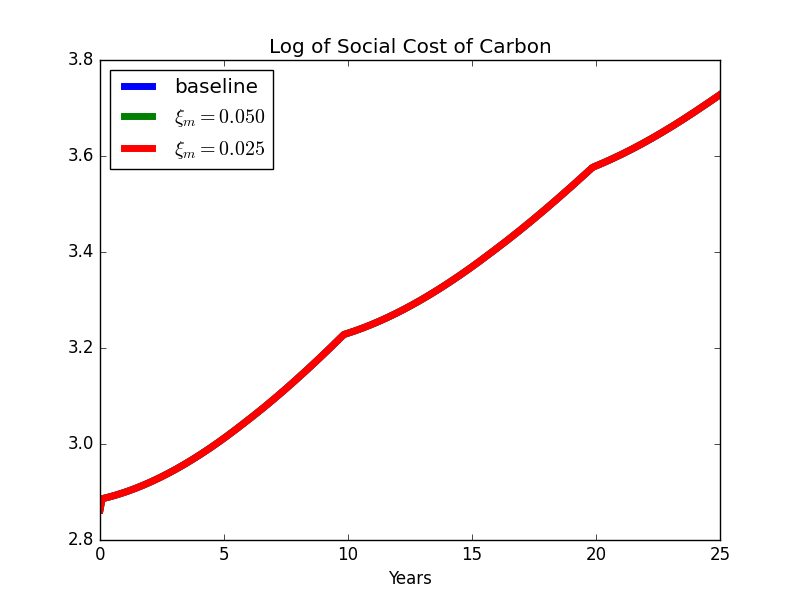 Log of Social Cost of Carbon
3.8
3.6
3.4
3.2
3.0
2.8
baseline
ξm = 0.050
ξm = 0.025
0 5 10 15 20 25
Years